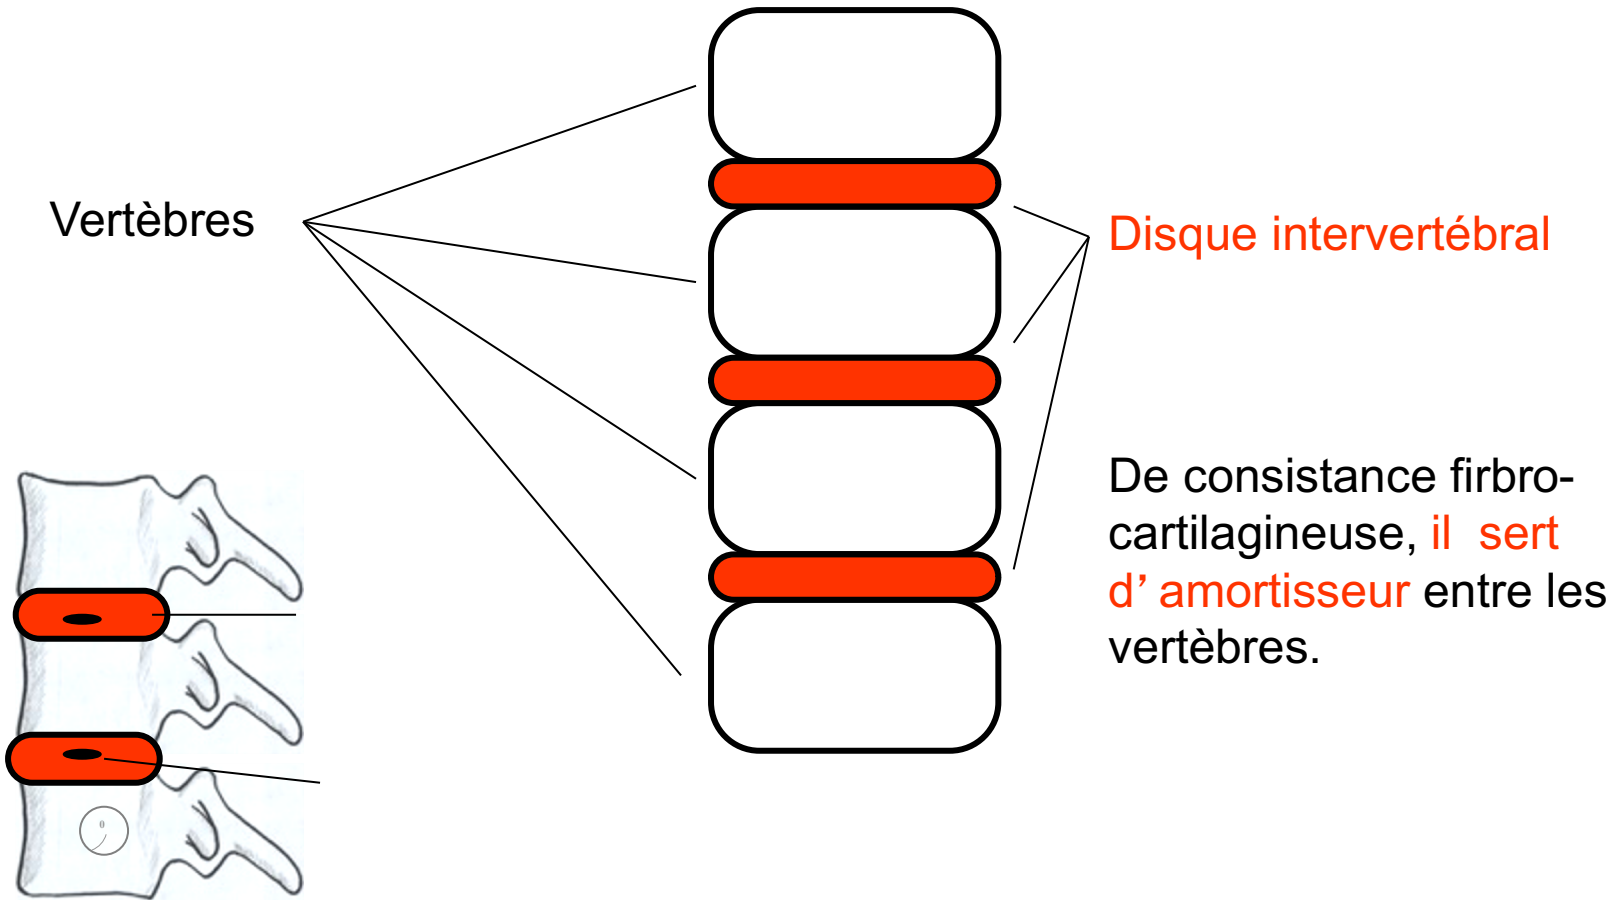 Vertèbres
Disque intervertébral
De consistance firbro-
cartilagineuse, il sert
d’ amortisseur entre les
vertèbres.